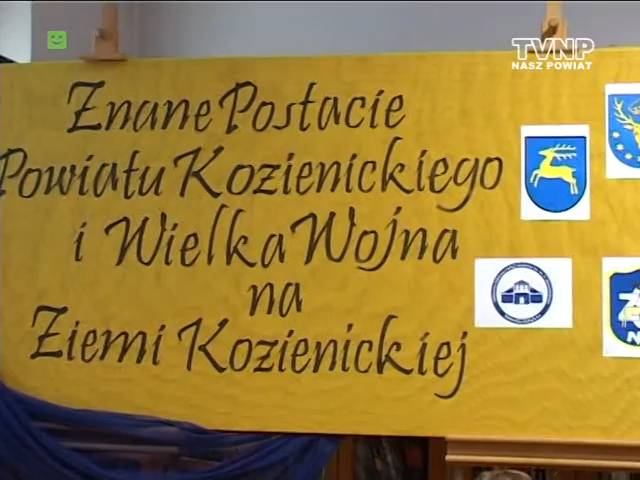 TVNP
NASZ POWIAT
Znane Postacie
Powiatu Kozienickiego
i Wielka Wojna
na
Ziemi Kozienickiej